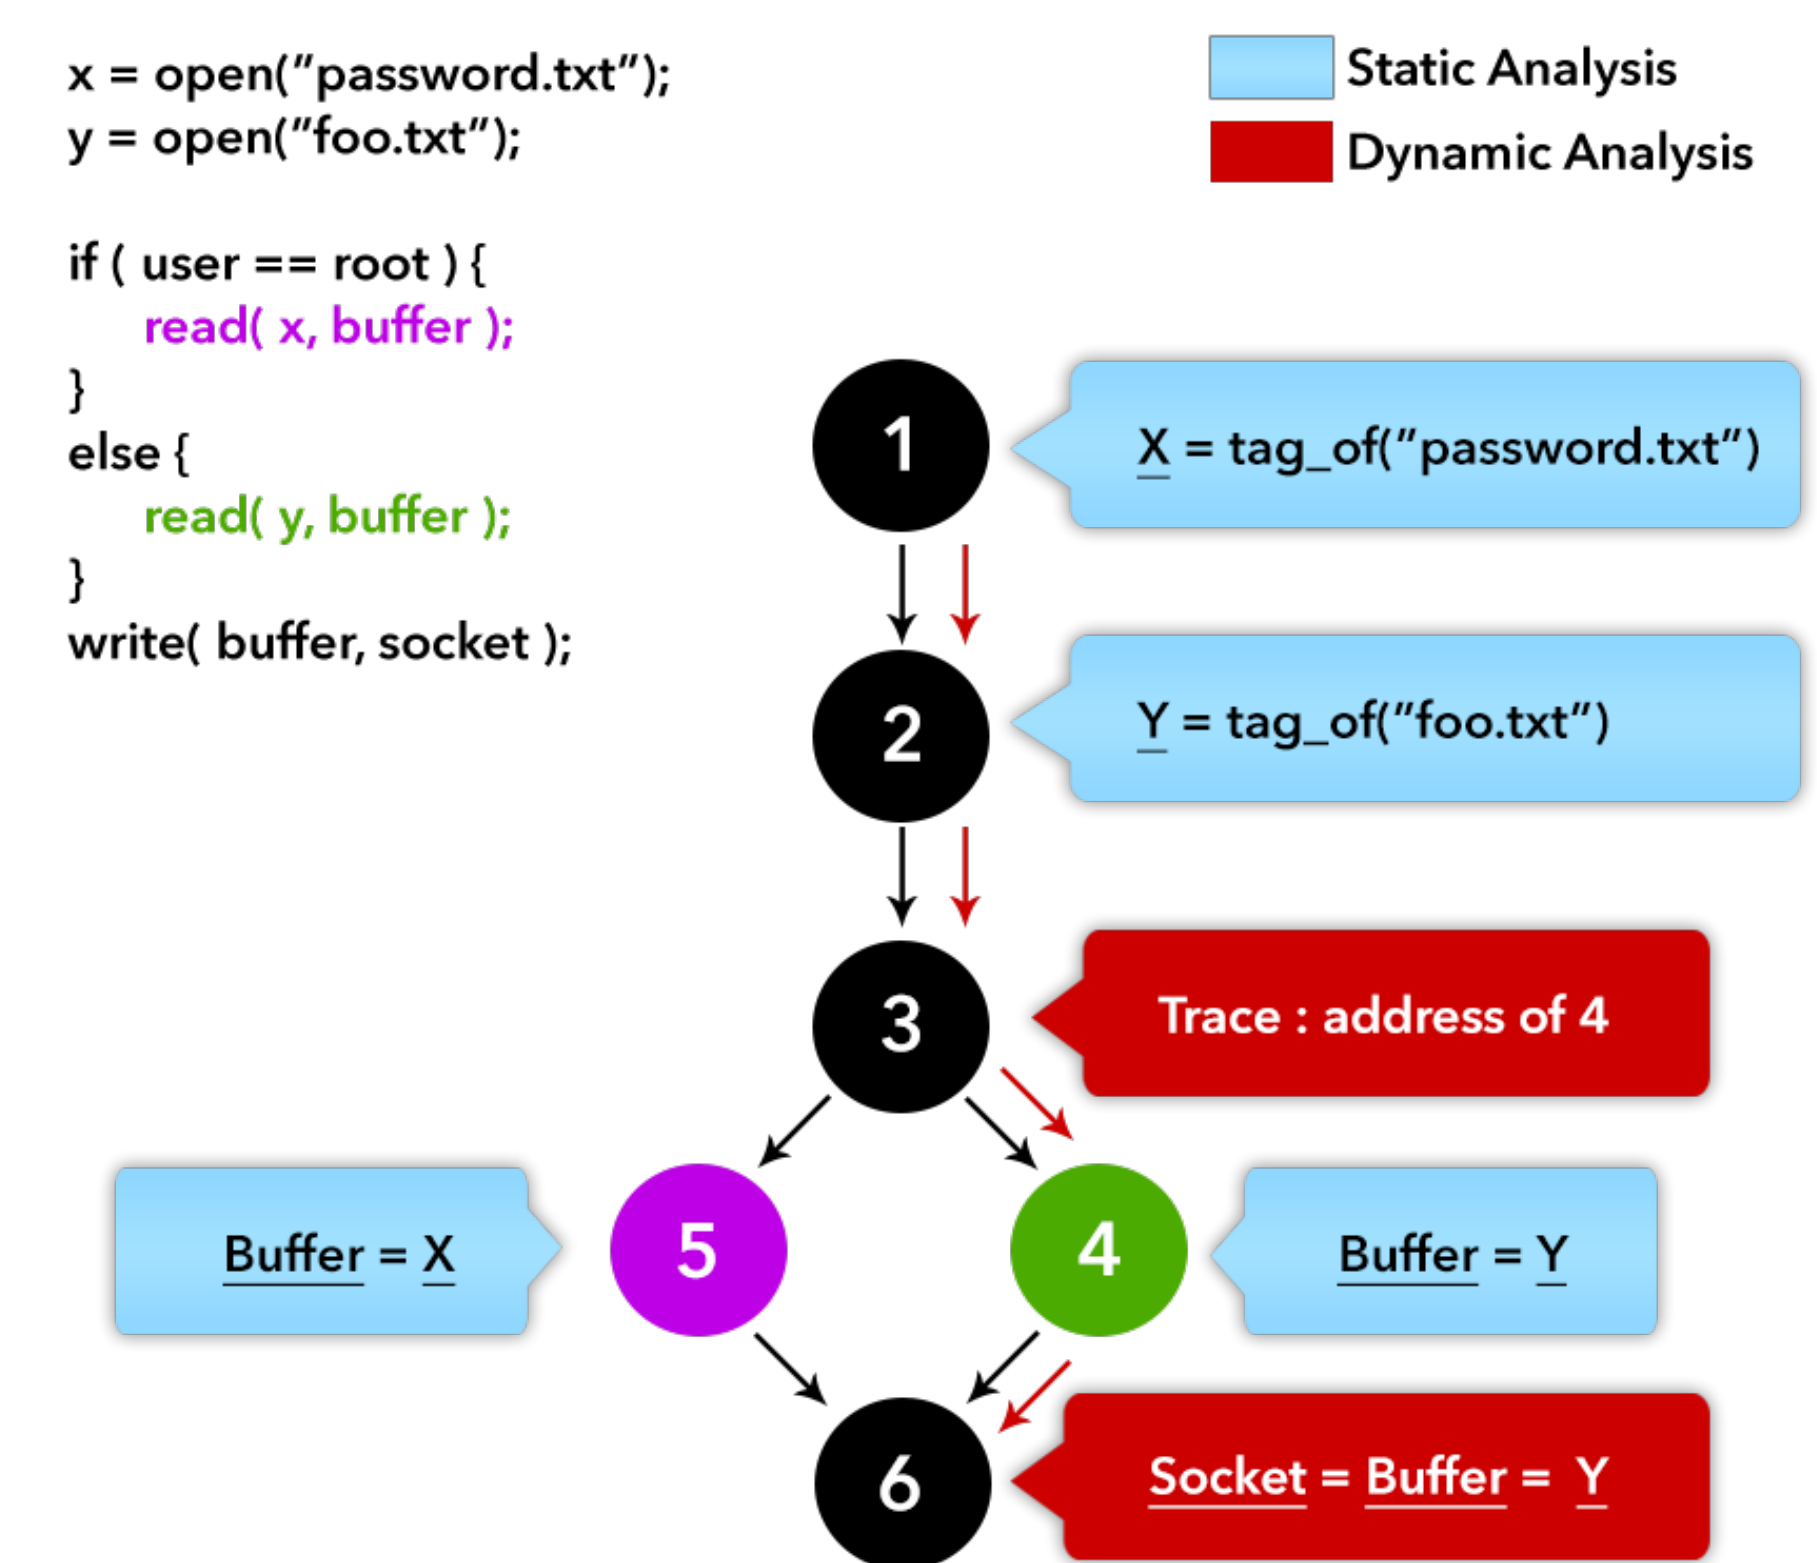 x = open(”password.txt”);
y = open(”foo.txt”);
if ( user == root ) {
read( x, buffer );
}
else {
read( y, buffer );
}
write( buffer, socket );
Static Analysis
Dynamic Analysis
1
X = tag_of(”password.txt”)
2
Y = tag_of(”foo.txt”)
3
Trace : address of 4
Buffer = X
5
4
Buffer = Y
6
Socket = Buffer = Y